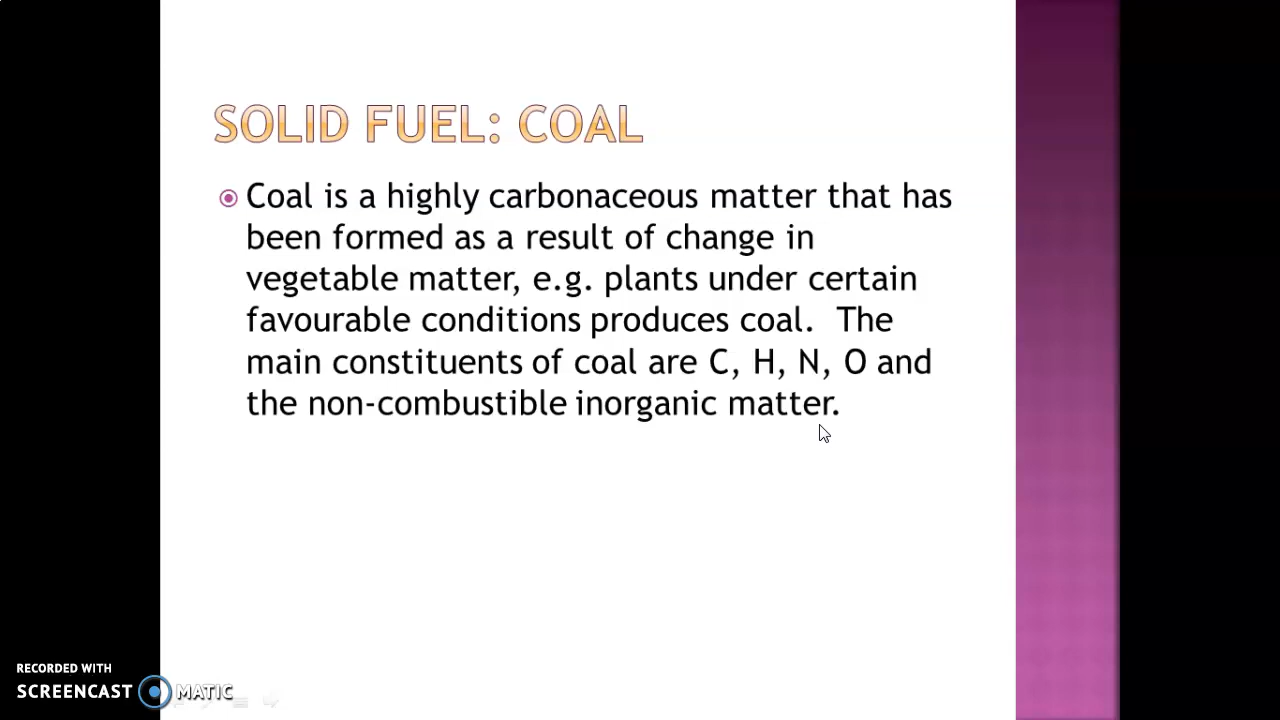 SOLID FUEL: COAL
Coal is a highly carbonaceous matter that has
been formed as a result of change in
vegetable matter, e.g. plants under certain
favourable conditions produces coal.  The
main constituents of coal are C, H, N, O and
the non-combustible inorganic matter.
RECORDED WITH
SCREENCAST MATIC